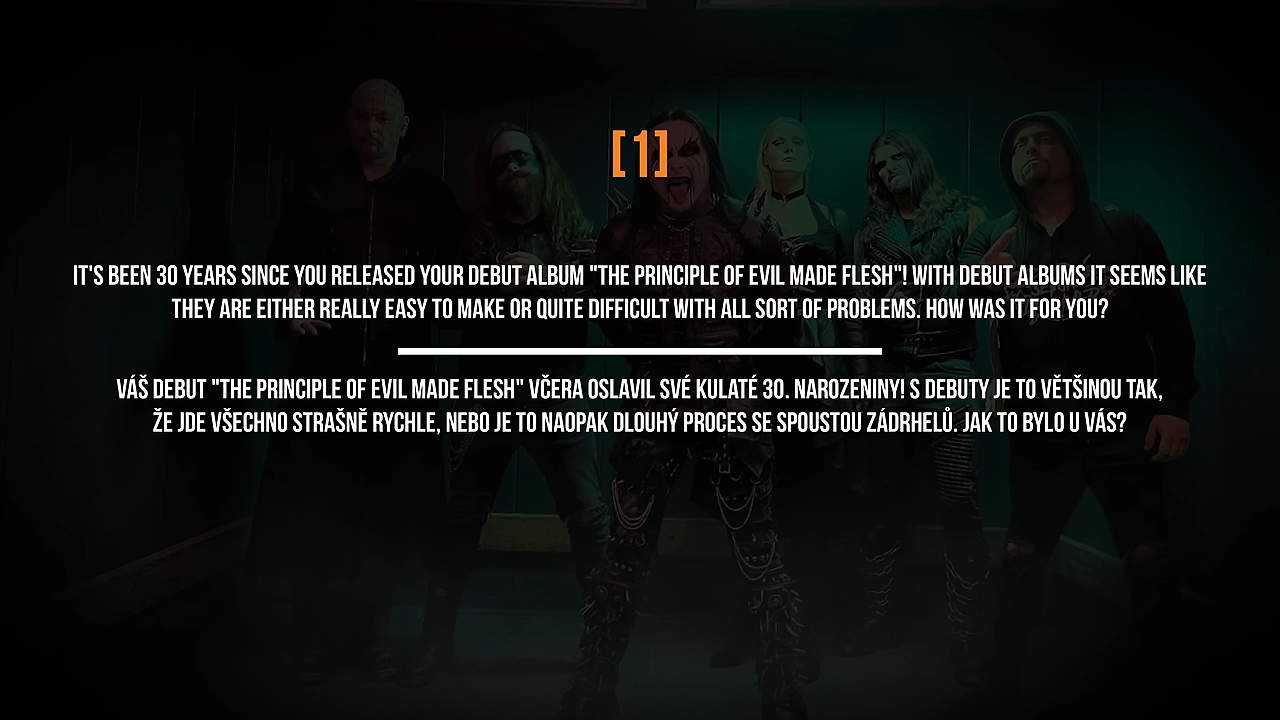 [1]
IT'S BEEN 30 YEARS SINCE YOU RELEASED YOUR DEBUT ALBUM "THE PRINCIPLE OF EVIL MADE FLESH"! WITH DEBUT ALBUMS IT SEEMS LIKE
THEY ARE EITHER REALLY EASY TO MAKE OR QUITE DIFFICULT WITH ALL SORT OF PROBLEMS. HOW WAS IT FOR YOU?
VÁŠ DEBUT "THE PRINCIPLE OF EVIL MADE FLESH" VČERA OSLAVIL SVÉ KULATÉ 30. NAROZENINY! S DEBUTY JE TO VĚTŠINOU TAK,
ŽE JDE VŠECHNO STRAŠNĚ RYCHLE, NEBO JE TO NAOPAK DLOUHÝ PROCES SE SPOUSTOU ZÁDRHELŮ. JAK TO BYLO U VÁS?